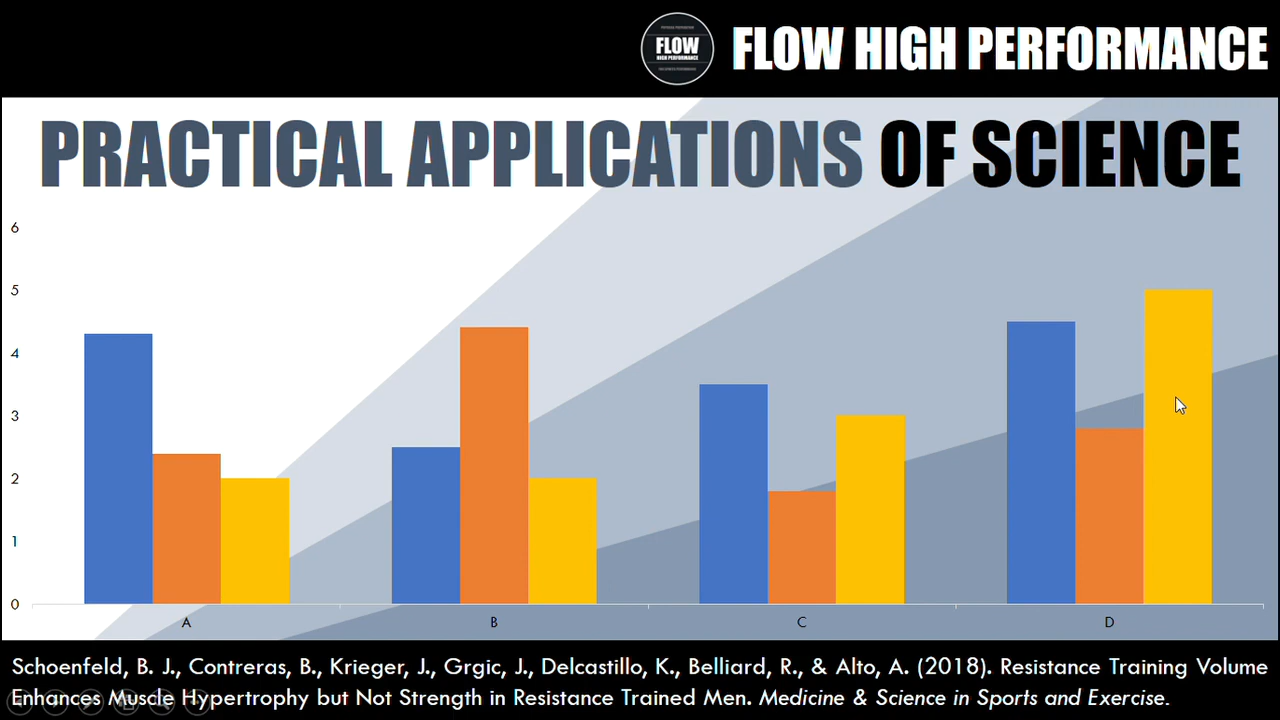 FLOW
HIGH PERFORMANCE
FLOW HIGH PERFORMANCE
PRACTICAL APPLICATIONS OF SCIENCE
6
5
4
3
2
1
0
A
B
C
D
Schoenfeld, B. J., Contreras, B., Krieger, J., Grgic, J., Delcastillo, K., Belliard, R., & Alto, A. (2018). Resistance Training Volume
Enhances Muscle Hypertrophy but Not Strength in Resistance Trained Men. Medicine & Science in Sports and Exercise.